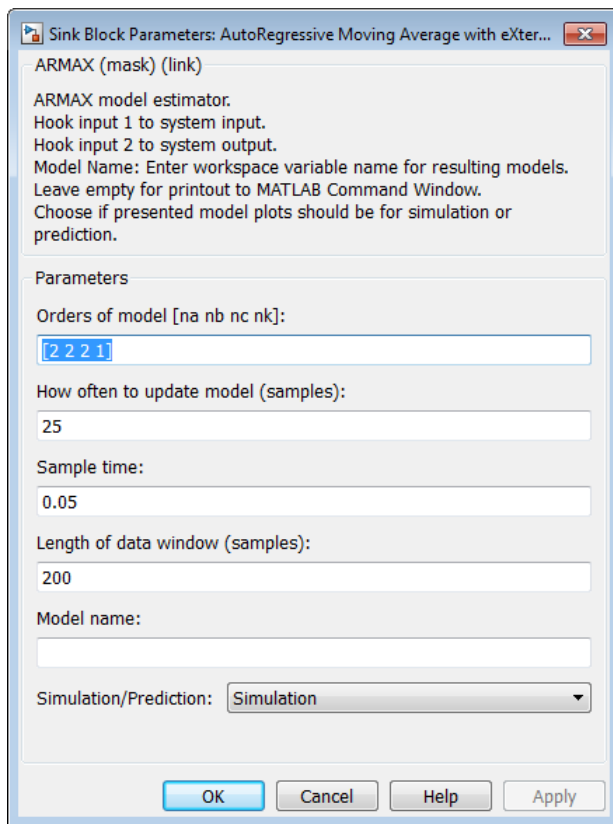 Sink Block Parameters: AutoRegressive Moving Average with eXter...
ARMAX (mask) (link)
ARMAX model estimator.
Hook input 1 to system input.
Hook input 2 to system output.
Model Name: Enter workspace variable name for resulting models.
Leave empty for printout to MATLAB Command Window.
Choose if presented model plots should be for simulation or
prediction.
Parameters
Orders of model [na nb nc nk]:
[2 2 2 1]
How often to update model (samples):
25
Sample time:
0.05
Length of data window (samples):
200
Model name:
Simulation/Prediction: Simulation
OK Cancel Help Apply